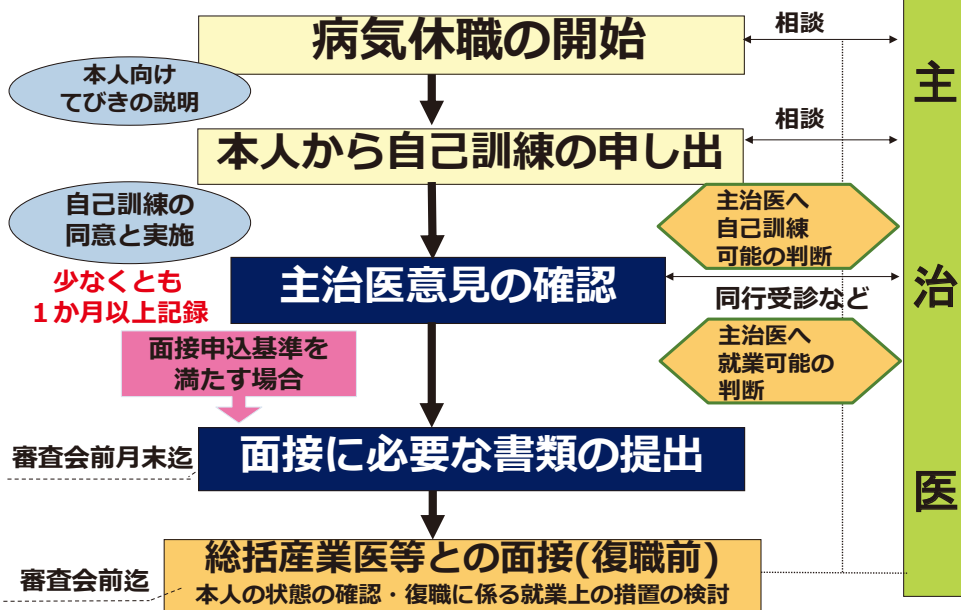 病気休職の開始
相談
本人向け
てびきの説明
本人から自己訓練の申し出
相談
自己訓練の
同意と実施
主治医へ
自己訓練
可能の判断
少なくとも
１か月以上記録
主治医意見の確認
同行受診など
面接申込基準を
満たす場合
主治医へ
就業可能の
判断
審査会前月末迄
面接に必要な書類の提出
審査会前迄
総括産業医等との面接(復職前)
本人の状態の確認・復職に係る就業上の措置の検討
主治医